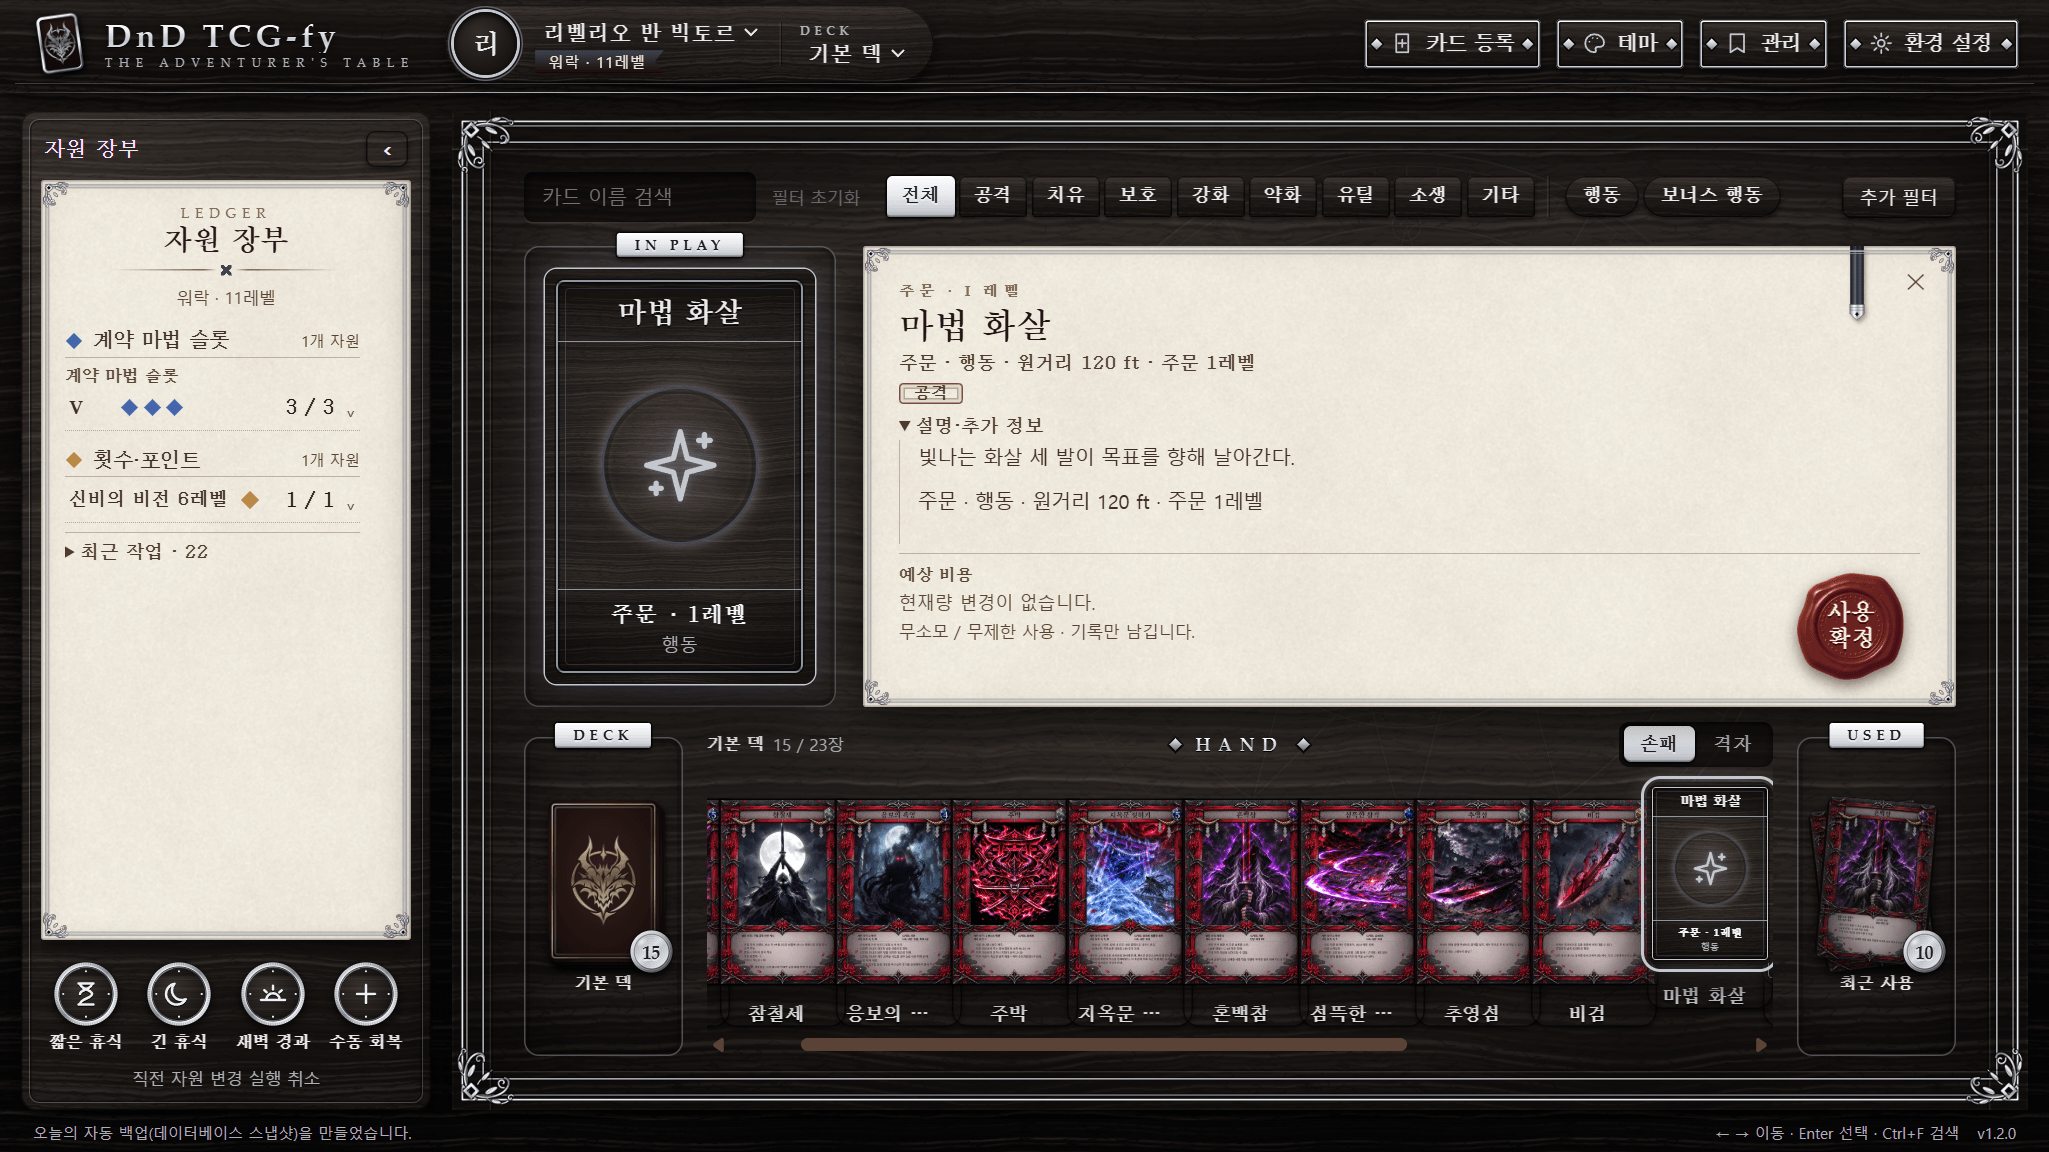 DnD TCG-fy
THE ADVENTURER'S TABLE
리
리벨리오 반 빅토르
워락 · 11레벨
DECK
기본 덱
카드 등록
테마
관리
환경 설정
자원 장부
LEDGER
자원 장부
워락 · 11레벨
계약 마법 슬롯
1개 자원
계약 마법 슬롯
V
3 / 3
횟수·포인트
1개 자원
신비의 비전 6레벨
1 / 1
최근 작업 · 22
짧은 휴식
긴 휴식
새벽 경과
수동 회복
직전 자원 변경 실행 취소
카드 이름 검색
필터 초기화
전체
공격
치유
보호
강화
약화
유틸
소생
기타
행동
보너스 행동
추가 필터
IN PLAY
마법 화살
주문 · 1레벨
행동
주문 · 1레벨
마법 화살
주문 · 행동 · 원거리 120 ft · 주문 1레벨
공격
▼ 설명·추가 정보
빛나는 화살 세 발이 목표를 향해 날아간다.
주문 · 행동 · 원거리 120 ft · 주문 1레벨
예상 비용
현재량 변경이 없습니다.
무소모 / 무제한 사용 · 기록만 남깁니다.
사용
확정
DECK
15
기본 덱
기본 덱 15 / 23장
HAND
손패
격자
참철세
응보의 ···
주박
지옥문 ···
혼백참
섬뜩한 ···
추영섬
비검
마법 화살
주문 · 1레벨
행동
마법 화살
USED
10
최근 사용
오늘의 자동 백업(데이터베이스 스냅샷)을 만들었습니다.
← → 이동 · Enter 선택 · Ctrl+F 검색
v1.2.0